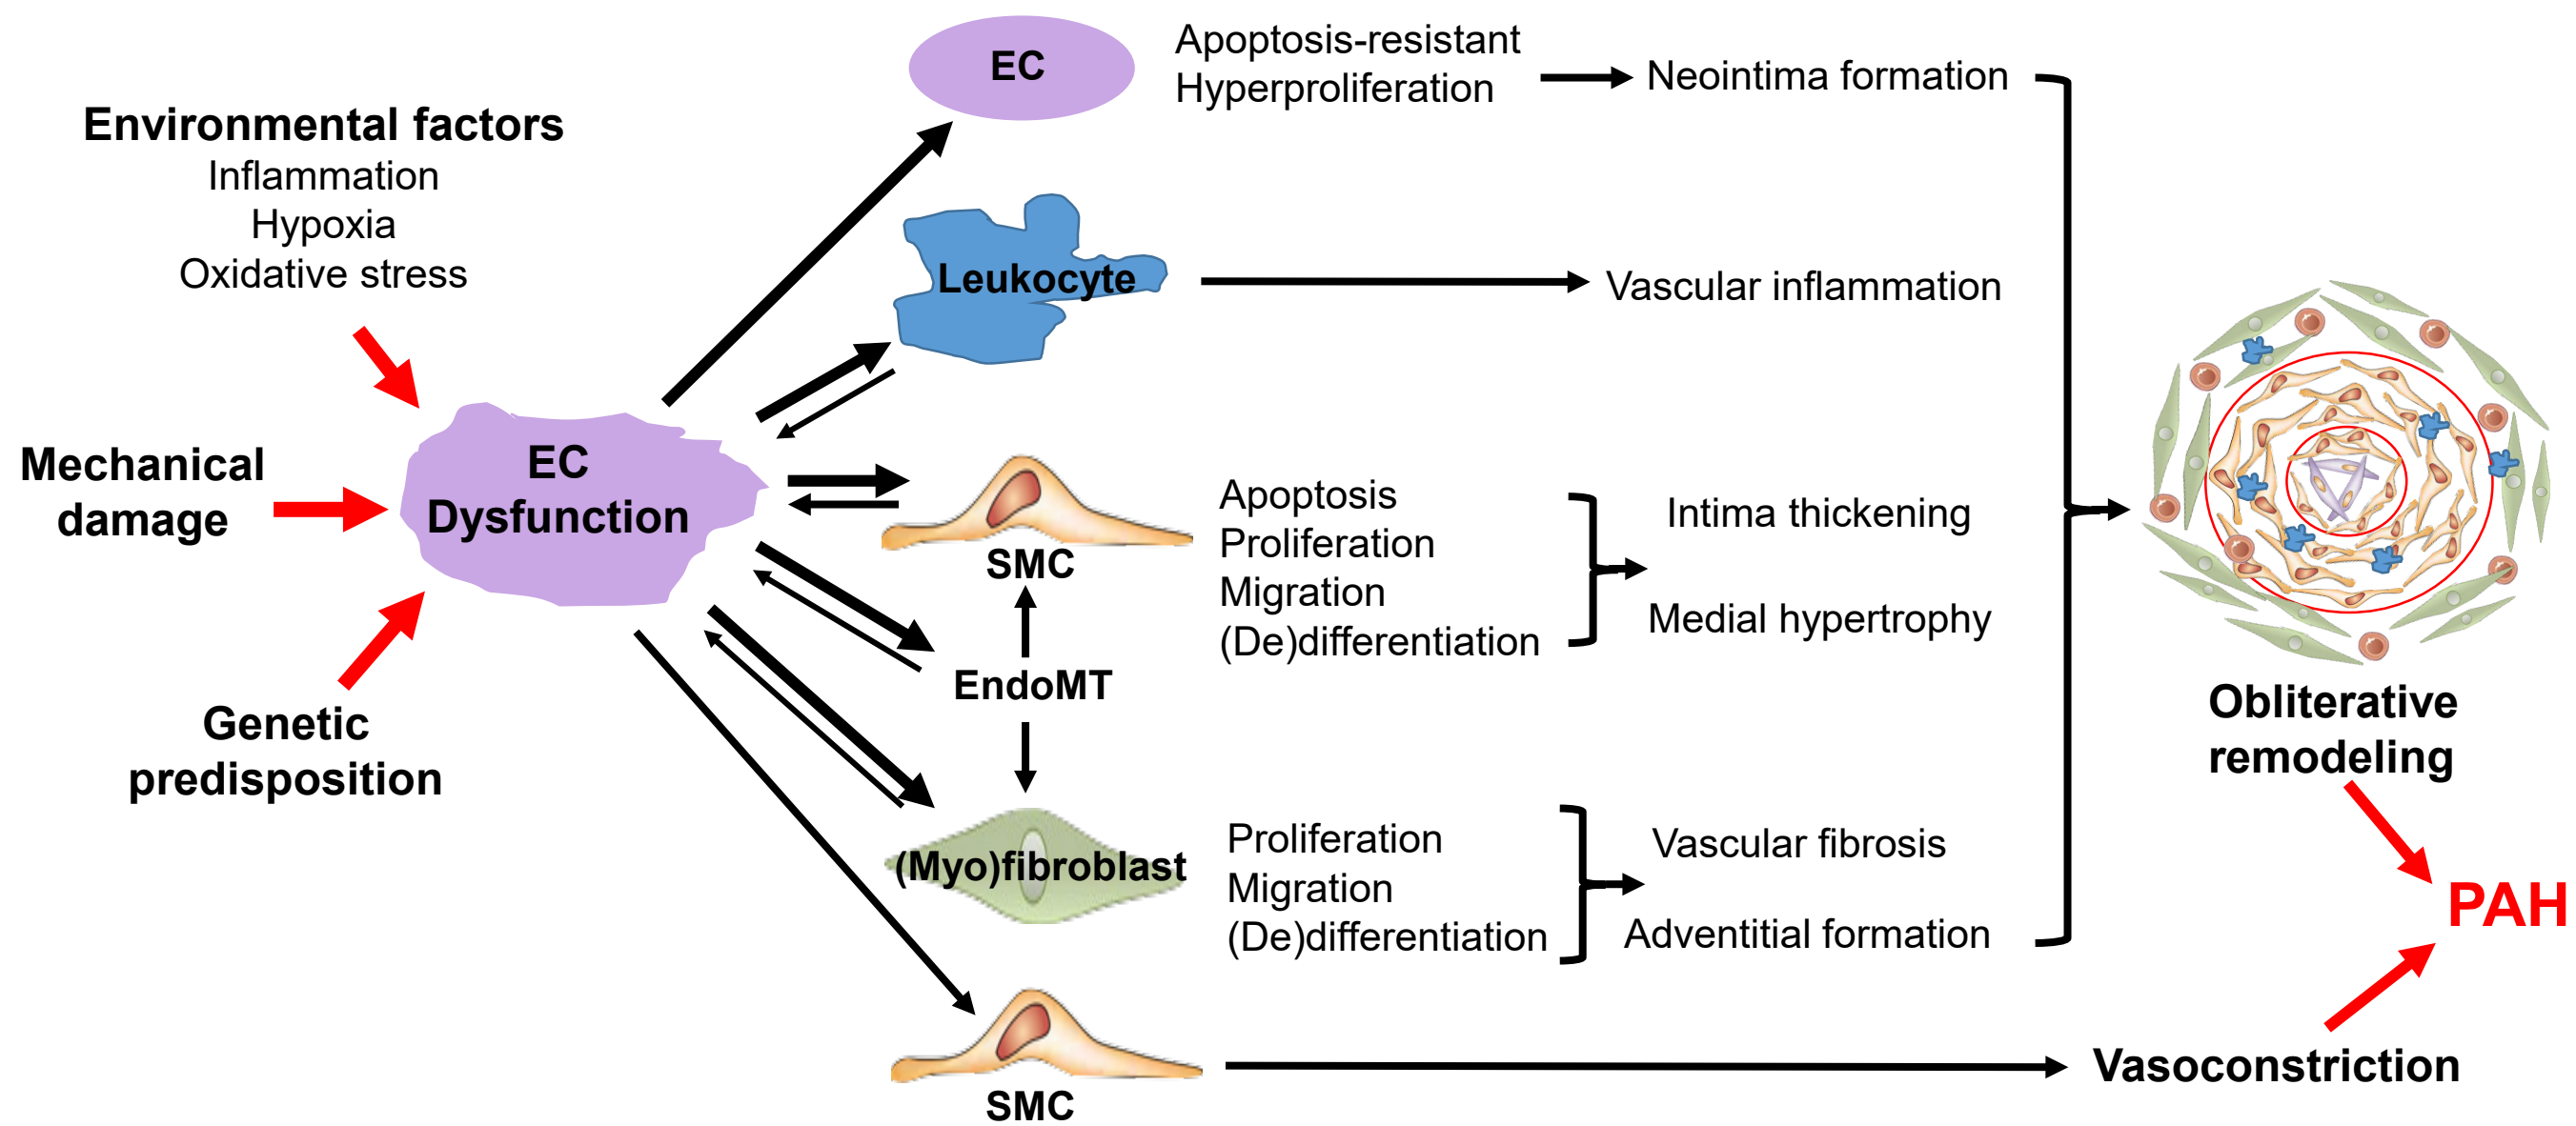 Environmental factors
Inflammation
Hypoxia
Oxidative stress
Mechanical
damage
Genetic
predisposition
EC
Dysfunction
EC
Apoptosis-resistant
Hyperproliferation
Neointima formation
Leukocyte
Vascular inflammation
SMC
Apoptosis
Proliferation
Migration
(De)differentiation
Intima thickening
Medial hypertrophy
EndoMT
(Myo)fibroblast
Proliferation
Migration
(De)differentiation
Vascular fibrosis
Adventitial formation
SMC
Vasoconstriction
Obliterative
remodeling
PAH